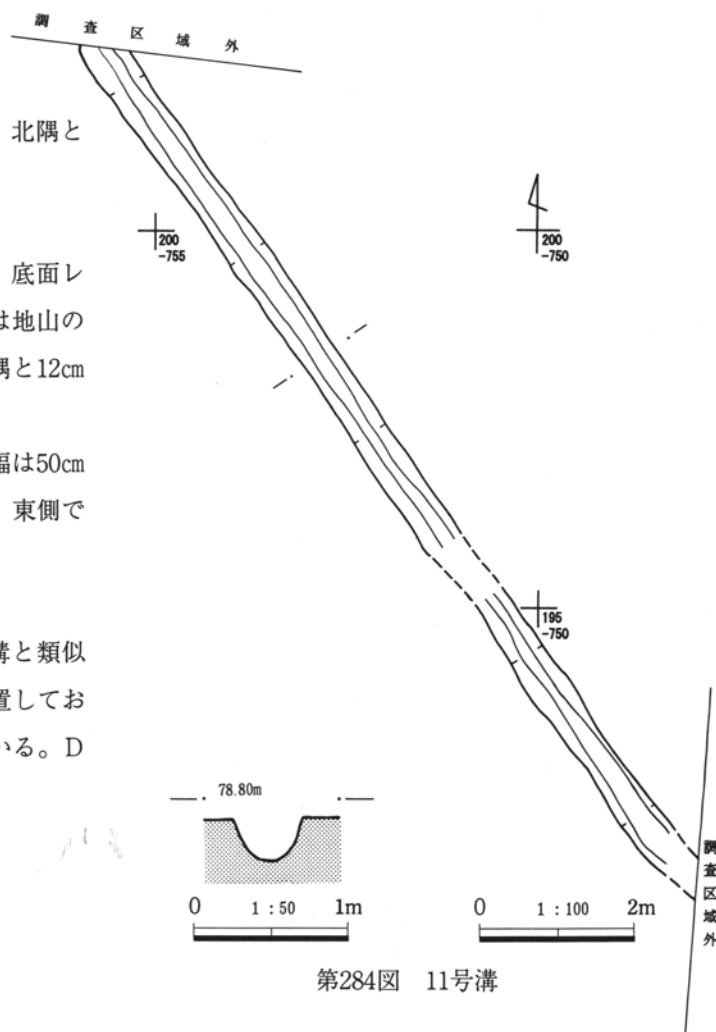 調査区域外
北隅と
200
-755
200
-750
底面レ
は地山の
隅と12cm
幅は50cm
東側で
195
-750
溝と類似
置してお
いる。D
78.80m
調査区域外
0 1:50 1m
0 1:100 2m
第284図 11号溝